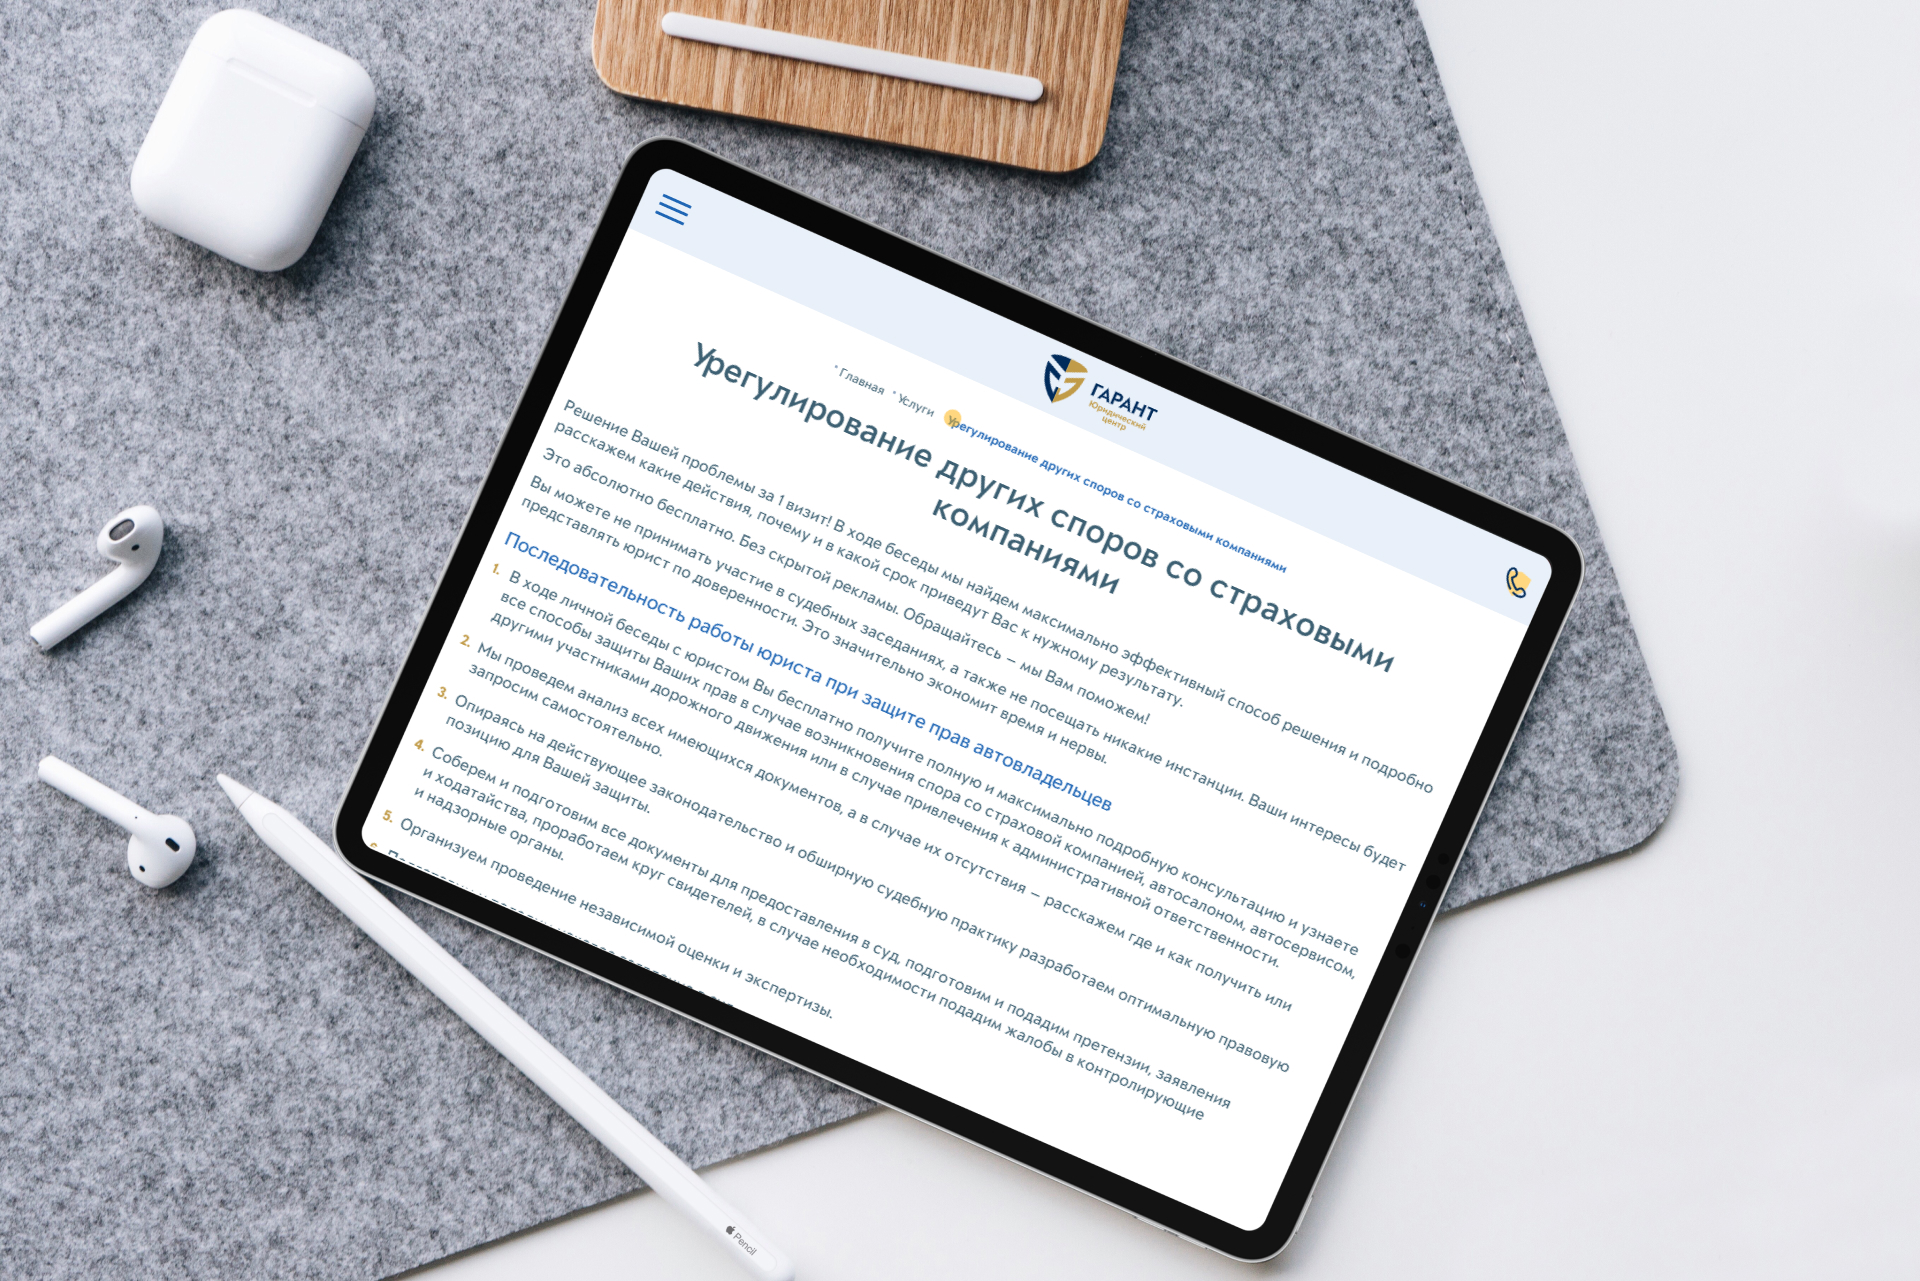 ГАРАНТ
Юридический
центр
Главная
Услуги
Урегулирование других споров со страховыми компаниями
Урегулирование других споров со страховыми
компаниями
Решение Вашей проблемы за 1 визит! В ходе беседы мы найдем максимально эффективный способ решения и подробно
расскажем какие действия, почему и в какой срок приведут Вас к нужному результату.
Это абсолютно бесплатно. Без скрытой рекламы. Обращайтесь – мы Вам поможем!
Вы можете не принимать участие в судебных заседаниях, а также не посещать никакие инстанции. Ваши интересы будет
представлять юрист по доверенности. Это значительно экономит время и нервы.
Последовательность работы юриста при защите прав автовладельцев
1. В ходе личной беседы с юристом Вы бесплатно получите полную и максимально подробную консультацию и узнаете
все способы защиты Ваших прав в случае возникновения спора со страховой компанией, автосалоном, автосервисом,
другими участниками дорожного движения или в случае привлечения к административной ответственности.
2. Мы проведем анализ всех имеющихся документов, а в случае их отсутствия – расскажем где и как получить или
запросим самостоятельно.
3. Опираясь на действующее законодательство и обширную судебную практику разработаем оптимальную правовую
позицию для Вашей защиты.
4. Соберем и подготовим все документы для предоставления в суд, подготовим и подадим претензии, заявления
и ходатайства, проработаем круг свидетелей, в случае необходимости подадим жалобы в контролирующие
и надзорные органы.
5. Организуем проведение независимой оценки и экспертизы.
Pencil